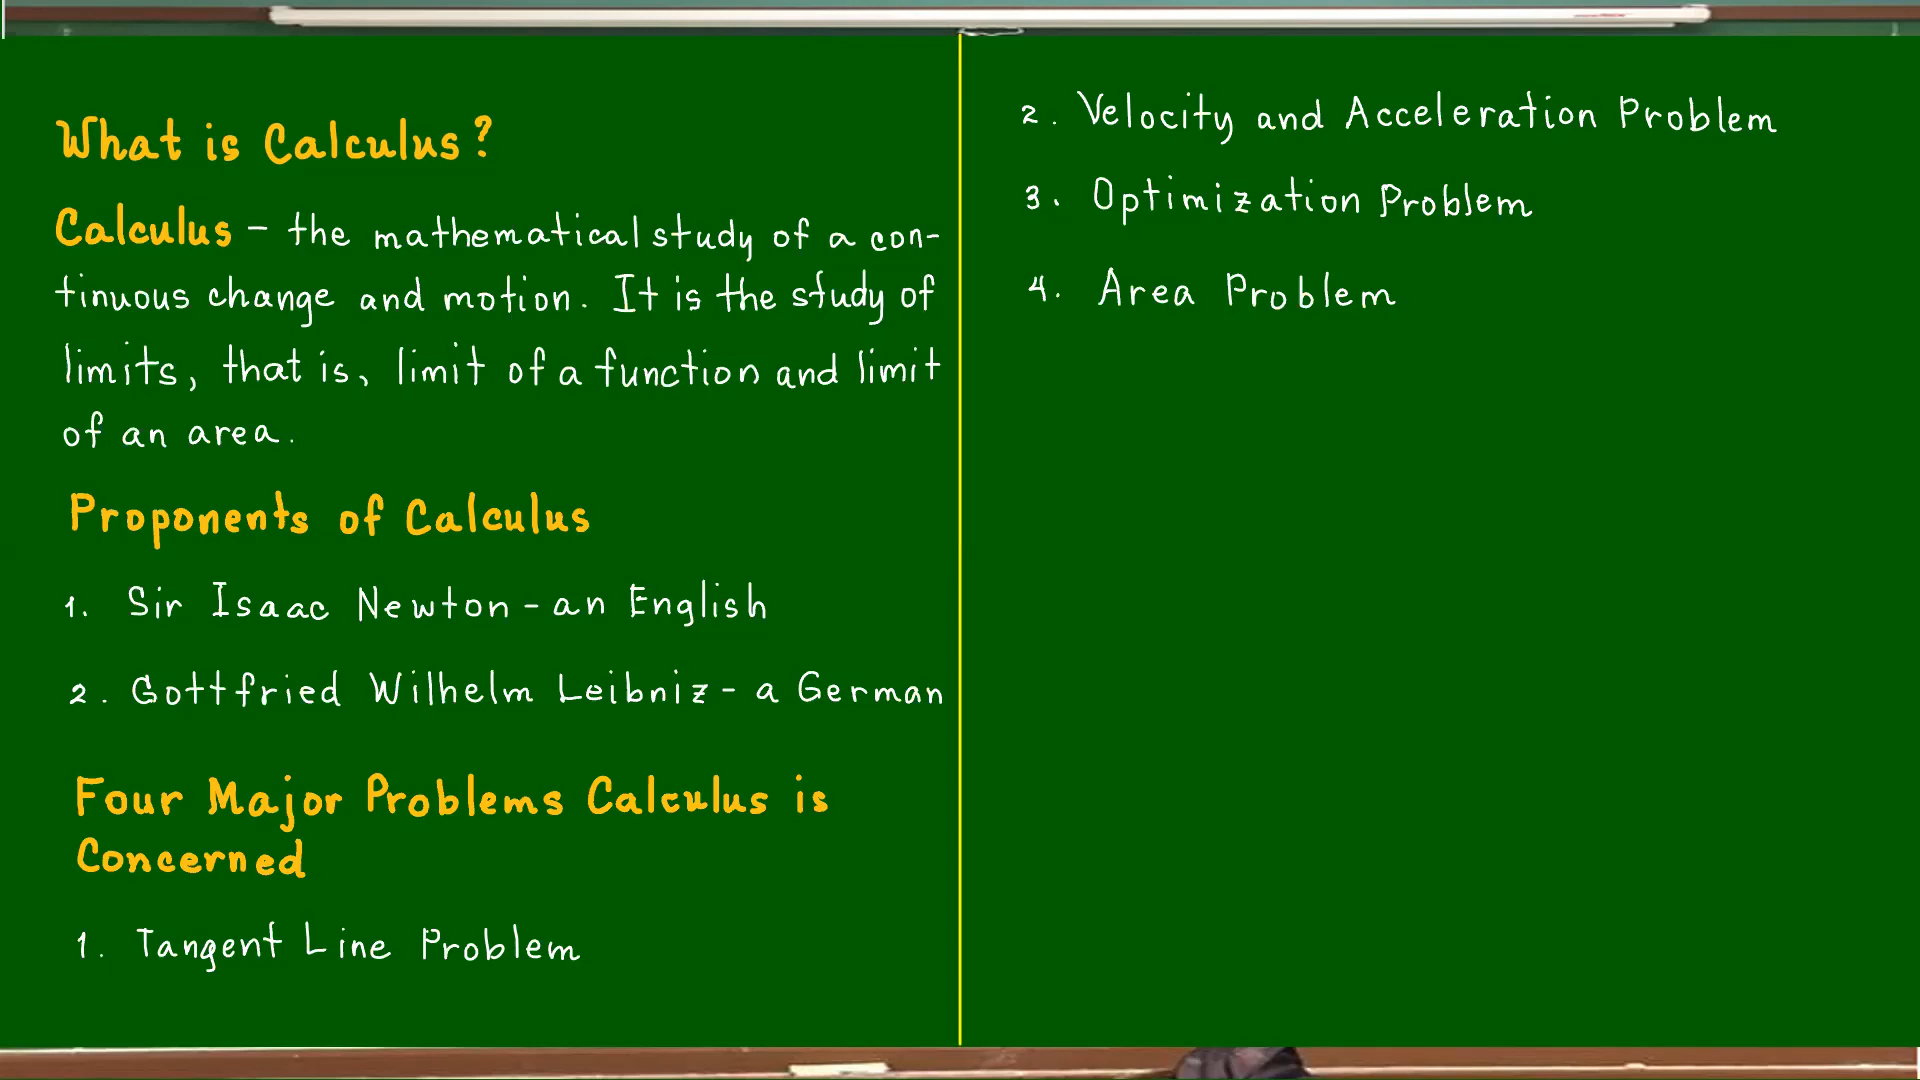 What is Calculus?
Calculus - the mathematical study of a con-
tinuous change and motion. It is the study of
limits, that is, limit of a function and limit
of an area.
Proponents of Calculus
1. Sir Isaac Newton - an English
2. Gottfried Wilhelm Leibniz - a German
Four Major Problems Calculus is
Concerned
1. Tangent Line Problem
2. Velocity and Acceleration Problem
3. Optimization Problem
4. Area Problem